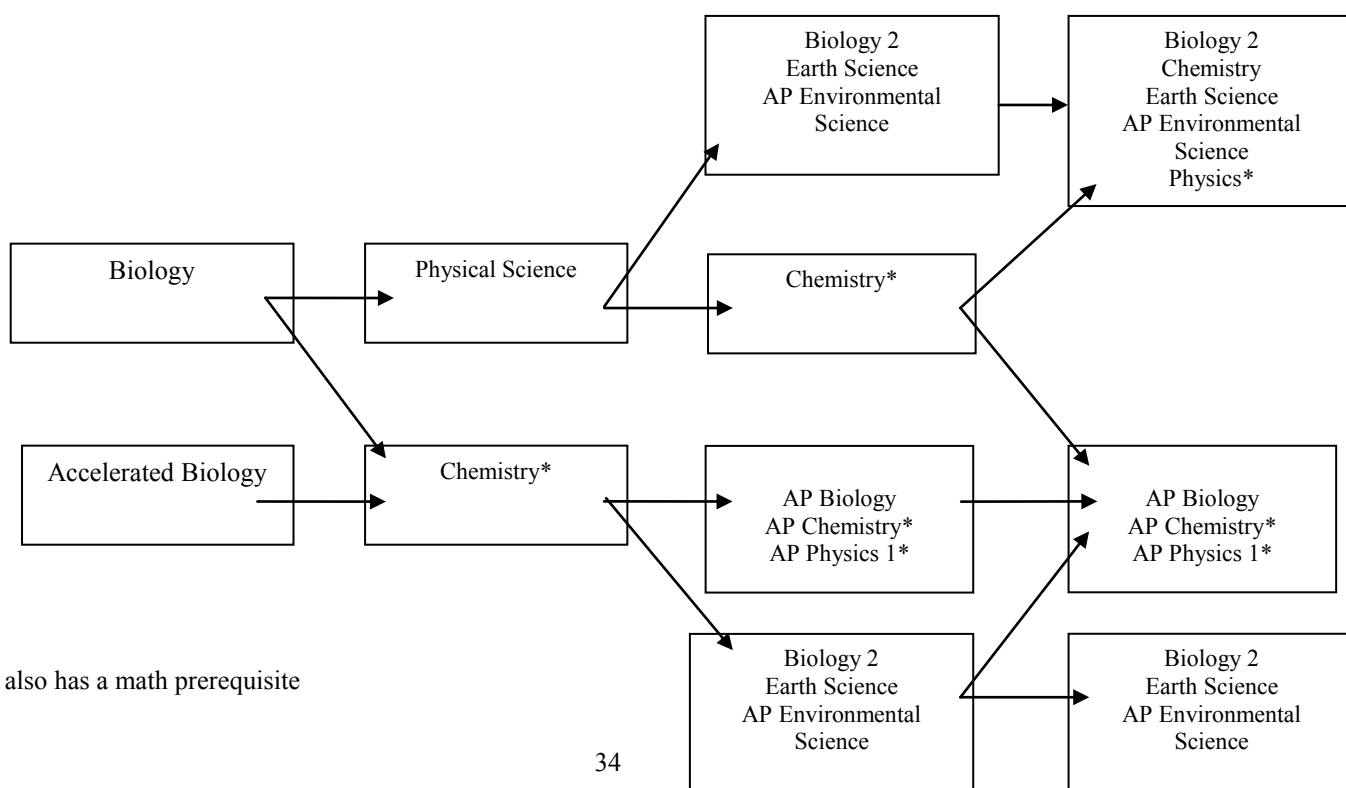 Biology 2
Earth Science
AP Environmental
Science
Biology 2
Chemistry
Earth Science
AP Environmental
Science
Physics*
Biology
Physical Science
Chemistry*
Accelerated Biology
Chemistry*
AP Biology
AP Chemistry*
AP Physics 1*
AP Biology
AP Chemistry*
AP Physics 1*
also has a math prerequisite
Biology 2
Earth Science
AP Environmental
Science
Biology 2
Earth Science
AP Environmental
Science
34